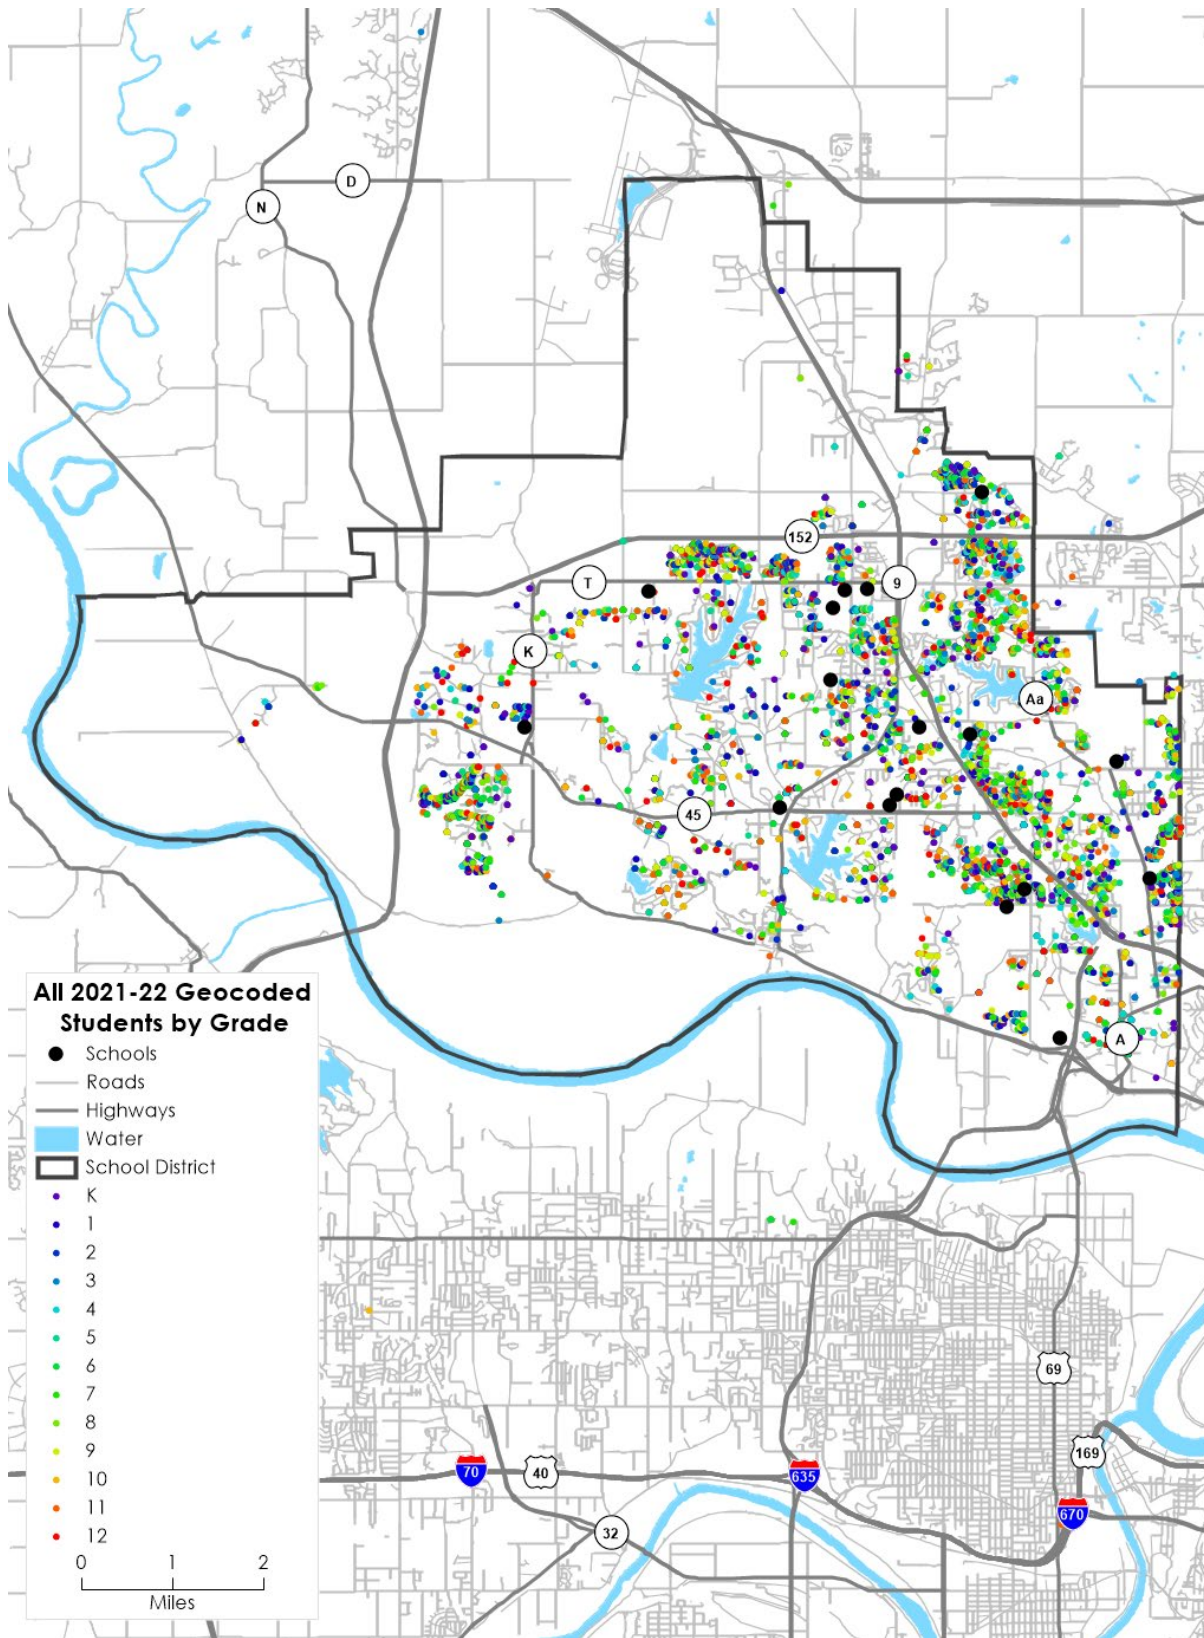 D
N
152
T
9
K
Aa
45
A
All 2021-22 Geocoded
Students by Grade
Schools
Roads
Highways
Water
School District
K
1
2
3
4
5
6
7
8
9
10
11
12
0 1 2
Miles
69
169
70
40
635
670
32